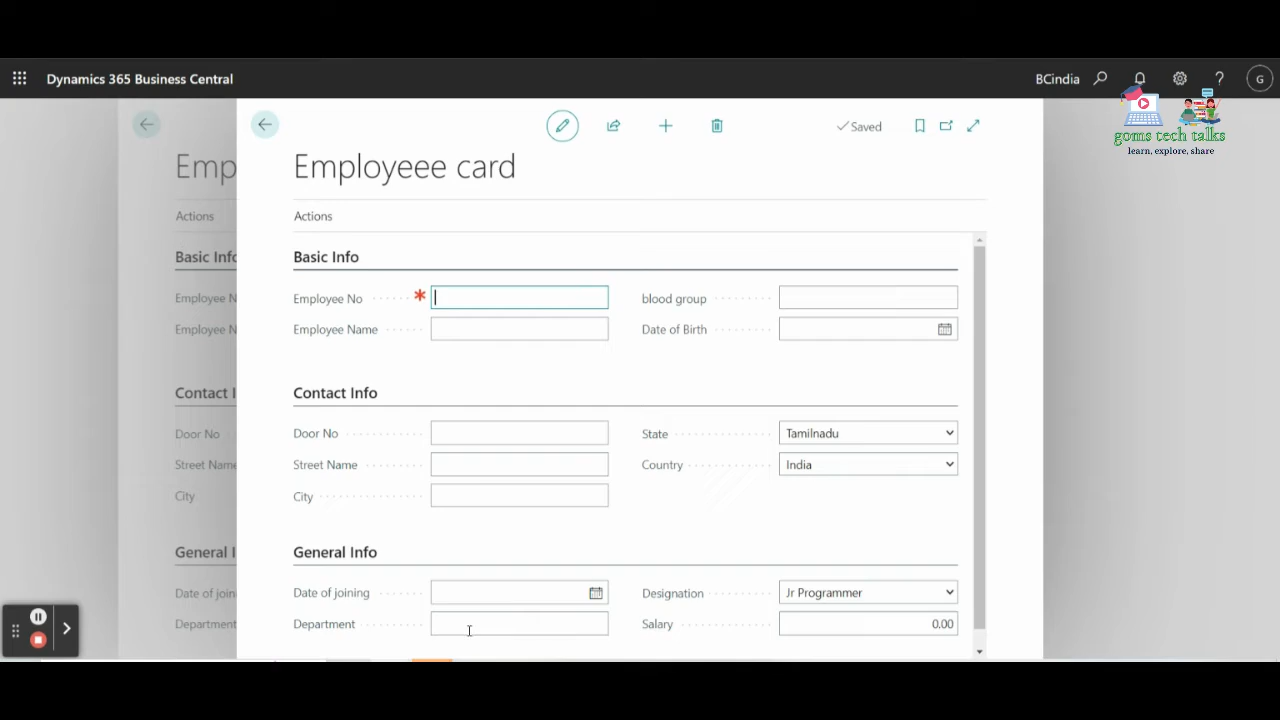 Dynamics 365 Business Central
BCindia
?
G
goms tech talks
learn, explore, share
Saved
Emp
Employeee card
Actions
Actions
Basic Info
Basic Info
Employee N
Employee No
*
blood group
Employee N
Employee Name
Date of Birth
Contact I
Contact Info
Door No
Door No
State
Tamilnadu
Street Name
Street Name
Country
India
City
City
General I
General Info
Date of join
Date of joining
Designation
Jr Programmer
Department
Department
Salary
0.00